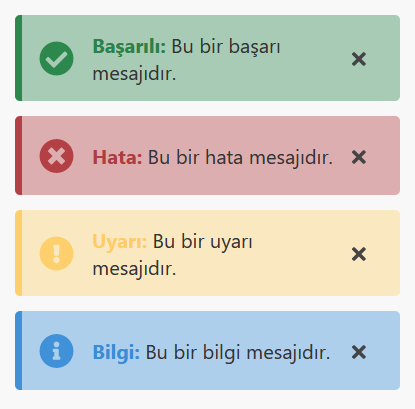 Başarılı: Bu bir başarı
mesajıdır.
Hata: Bu bir hata mesajıdır.
Uyarı: Bu bir uyarı
mesajıdır.
Bilgi: Bu bir bilgi mesajıdır.